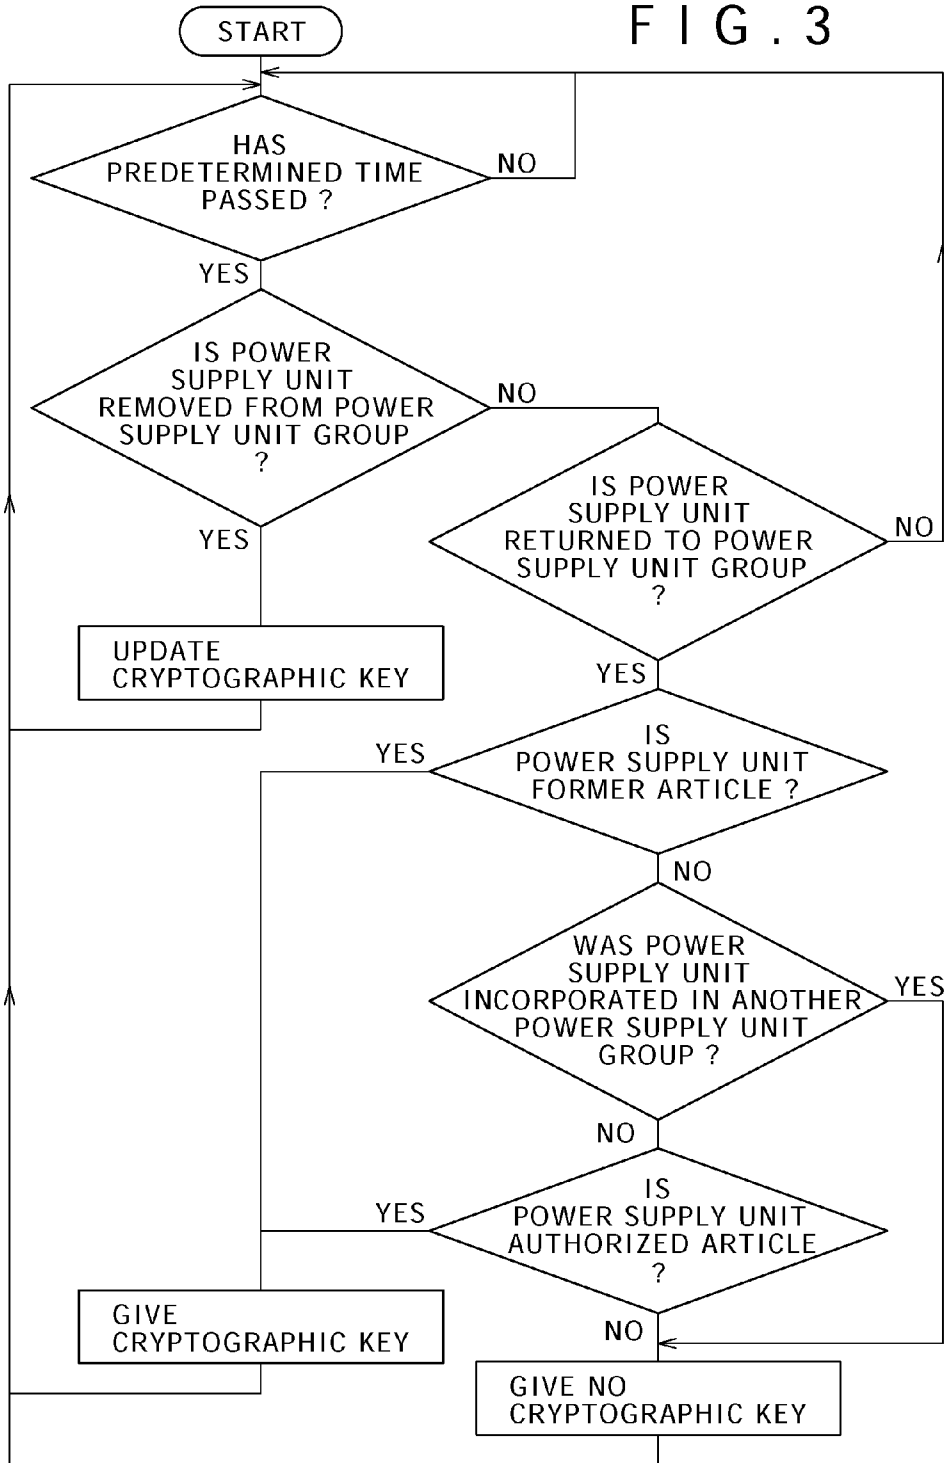 FIG.3
START
HAS
PREDETERMINED TIME
PASSED ?
NO
YES
IS POWER
SUPPLY UNIT
REMOVED FROM POWER
SUPPLY UNIT GROUP
?
NO
YES
IS POWER
SUPPLY UNIT
RETURNED TO POWER
SUPPLY UNIT GROUP
?
NO
YES
UPDATE
CRYPTOGRAPHIC KEY
IS
POWER SUPPLY UNIT
FORMER ARTICLE ?
YES
NO
WAS POWER
SUPPLY UNIT
INCORPORATED IN ANOTHER
POWER SUPPLY UNIT
GROUP ?
YES
NO
IS
POWER SUPPLY UNIT
AUTHORIZED ARTICLE
?
YES
NO
GIVE
CRYPTOGRAPHIC KEY
GIVE NO
CRYPTOGRAPHIC KEY